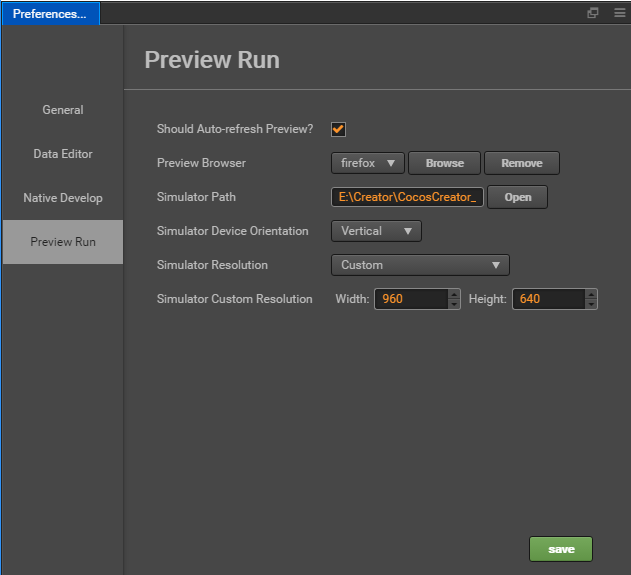 Preferences...
Preview Run
General
Data Editor
Native Develop
Preview Run
Should Auto-refresh Preview?
Preview Browser firefox Browse Remove
Simulator Path E:\Creator\CocosCreator_ Open
Simulator Device Orientation Vertical
Simulator Resolution Custom
Simulator Custom Resolution Width: 960 Height: 640
save